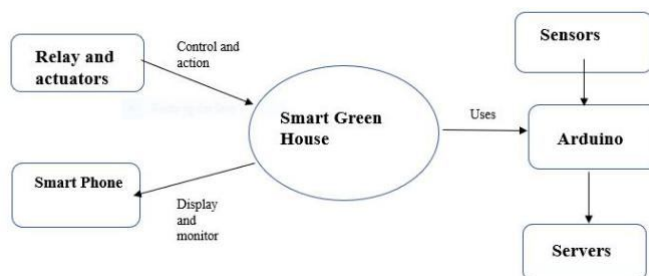 Relay and
actuators
Control and
action
Sensors
Smart Green
House
Uses
Arduino
Smart Phone
Display
and
monitor
Servers